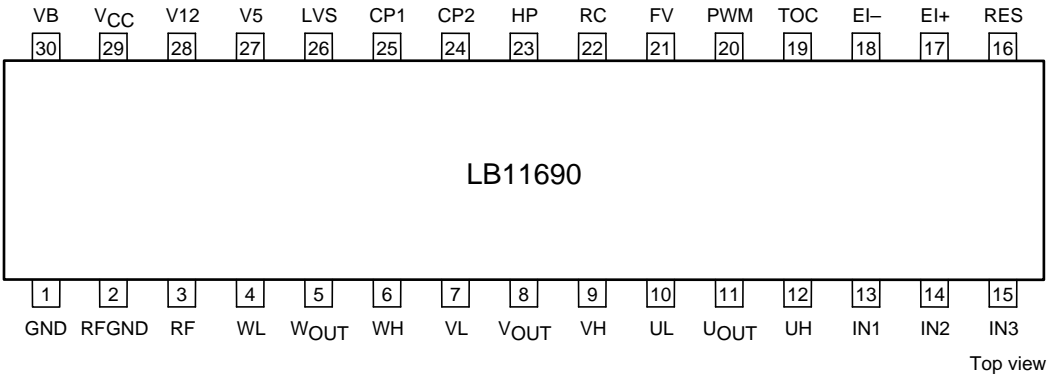 VB VCC V12 V5 LVS CP1 CP2 HP RC FV PWM TOC EI– EI+ RES
30 29 28 27 26 25 24 23 22 21 20 19 18 17 16
LB11690
1 2 3 4 5 6 7 8 9 10 11 12 13 14 15
GND RFGND RF WL WOUT WH VL VOUT VH UL UOUT UH IN1 IN2 IN3
Top view